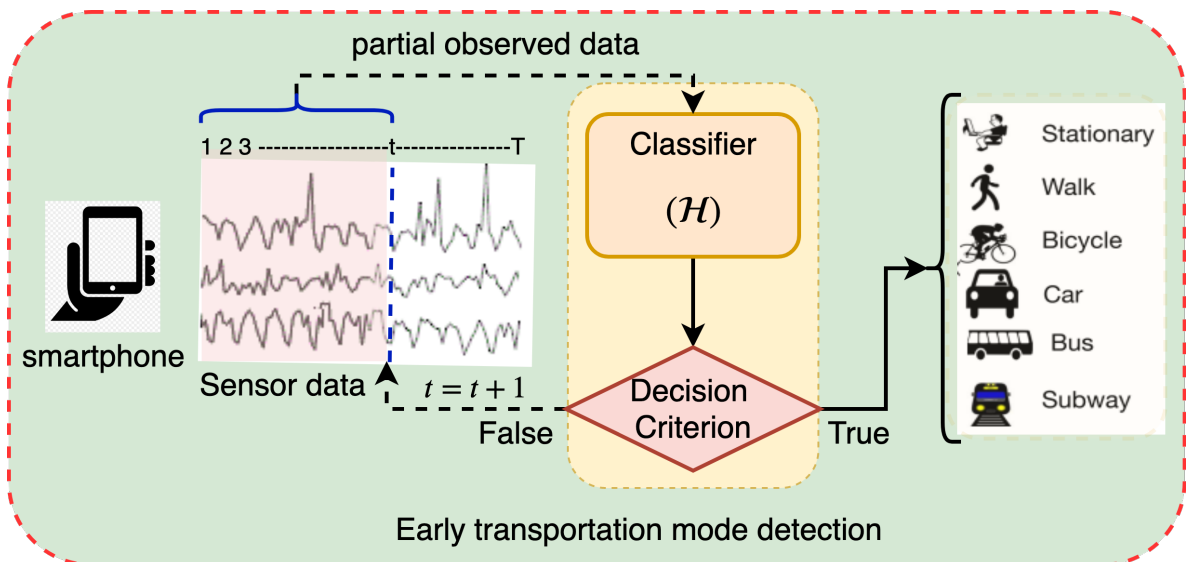 partial observed data
1 2 3 -----------------t---------------T
smartphone
Sensor data
t = t + 1
False
Classifier
(ℋ)
Decision
Criterion
True
Stationary
Walk
Bicycle
Car
Bus
Subway
Early transportation mode detection